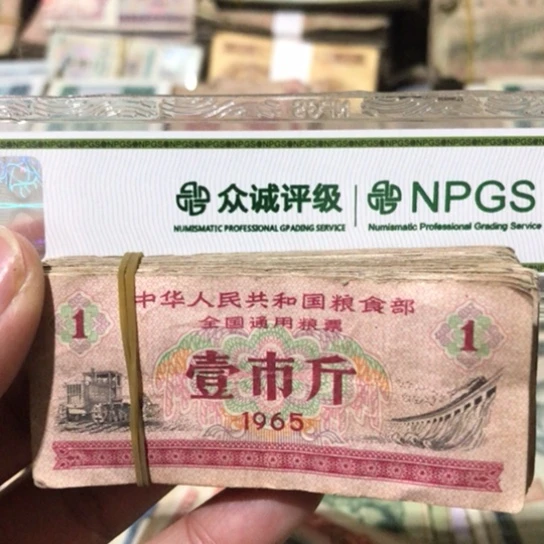 众诚评级 NPGS
NUMISMATIC PROFESSIONAL GRADING SERVICE Numismatic Professional Grading Service
中华人民共和国粮食部
全国通用粮票
1 1
壹市斤
1965